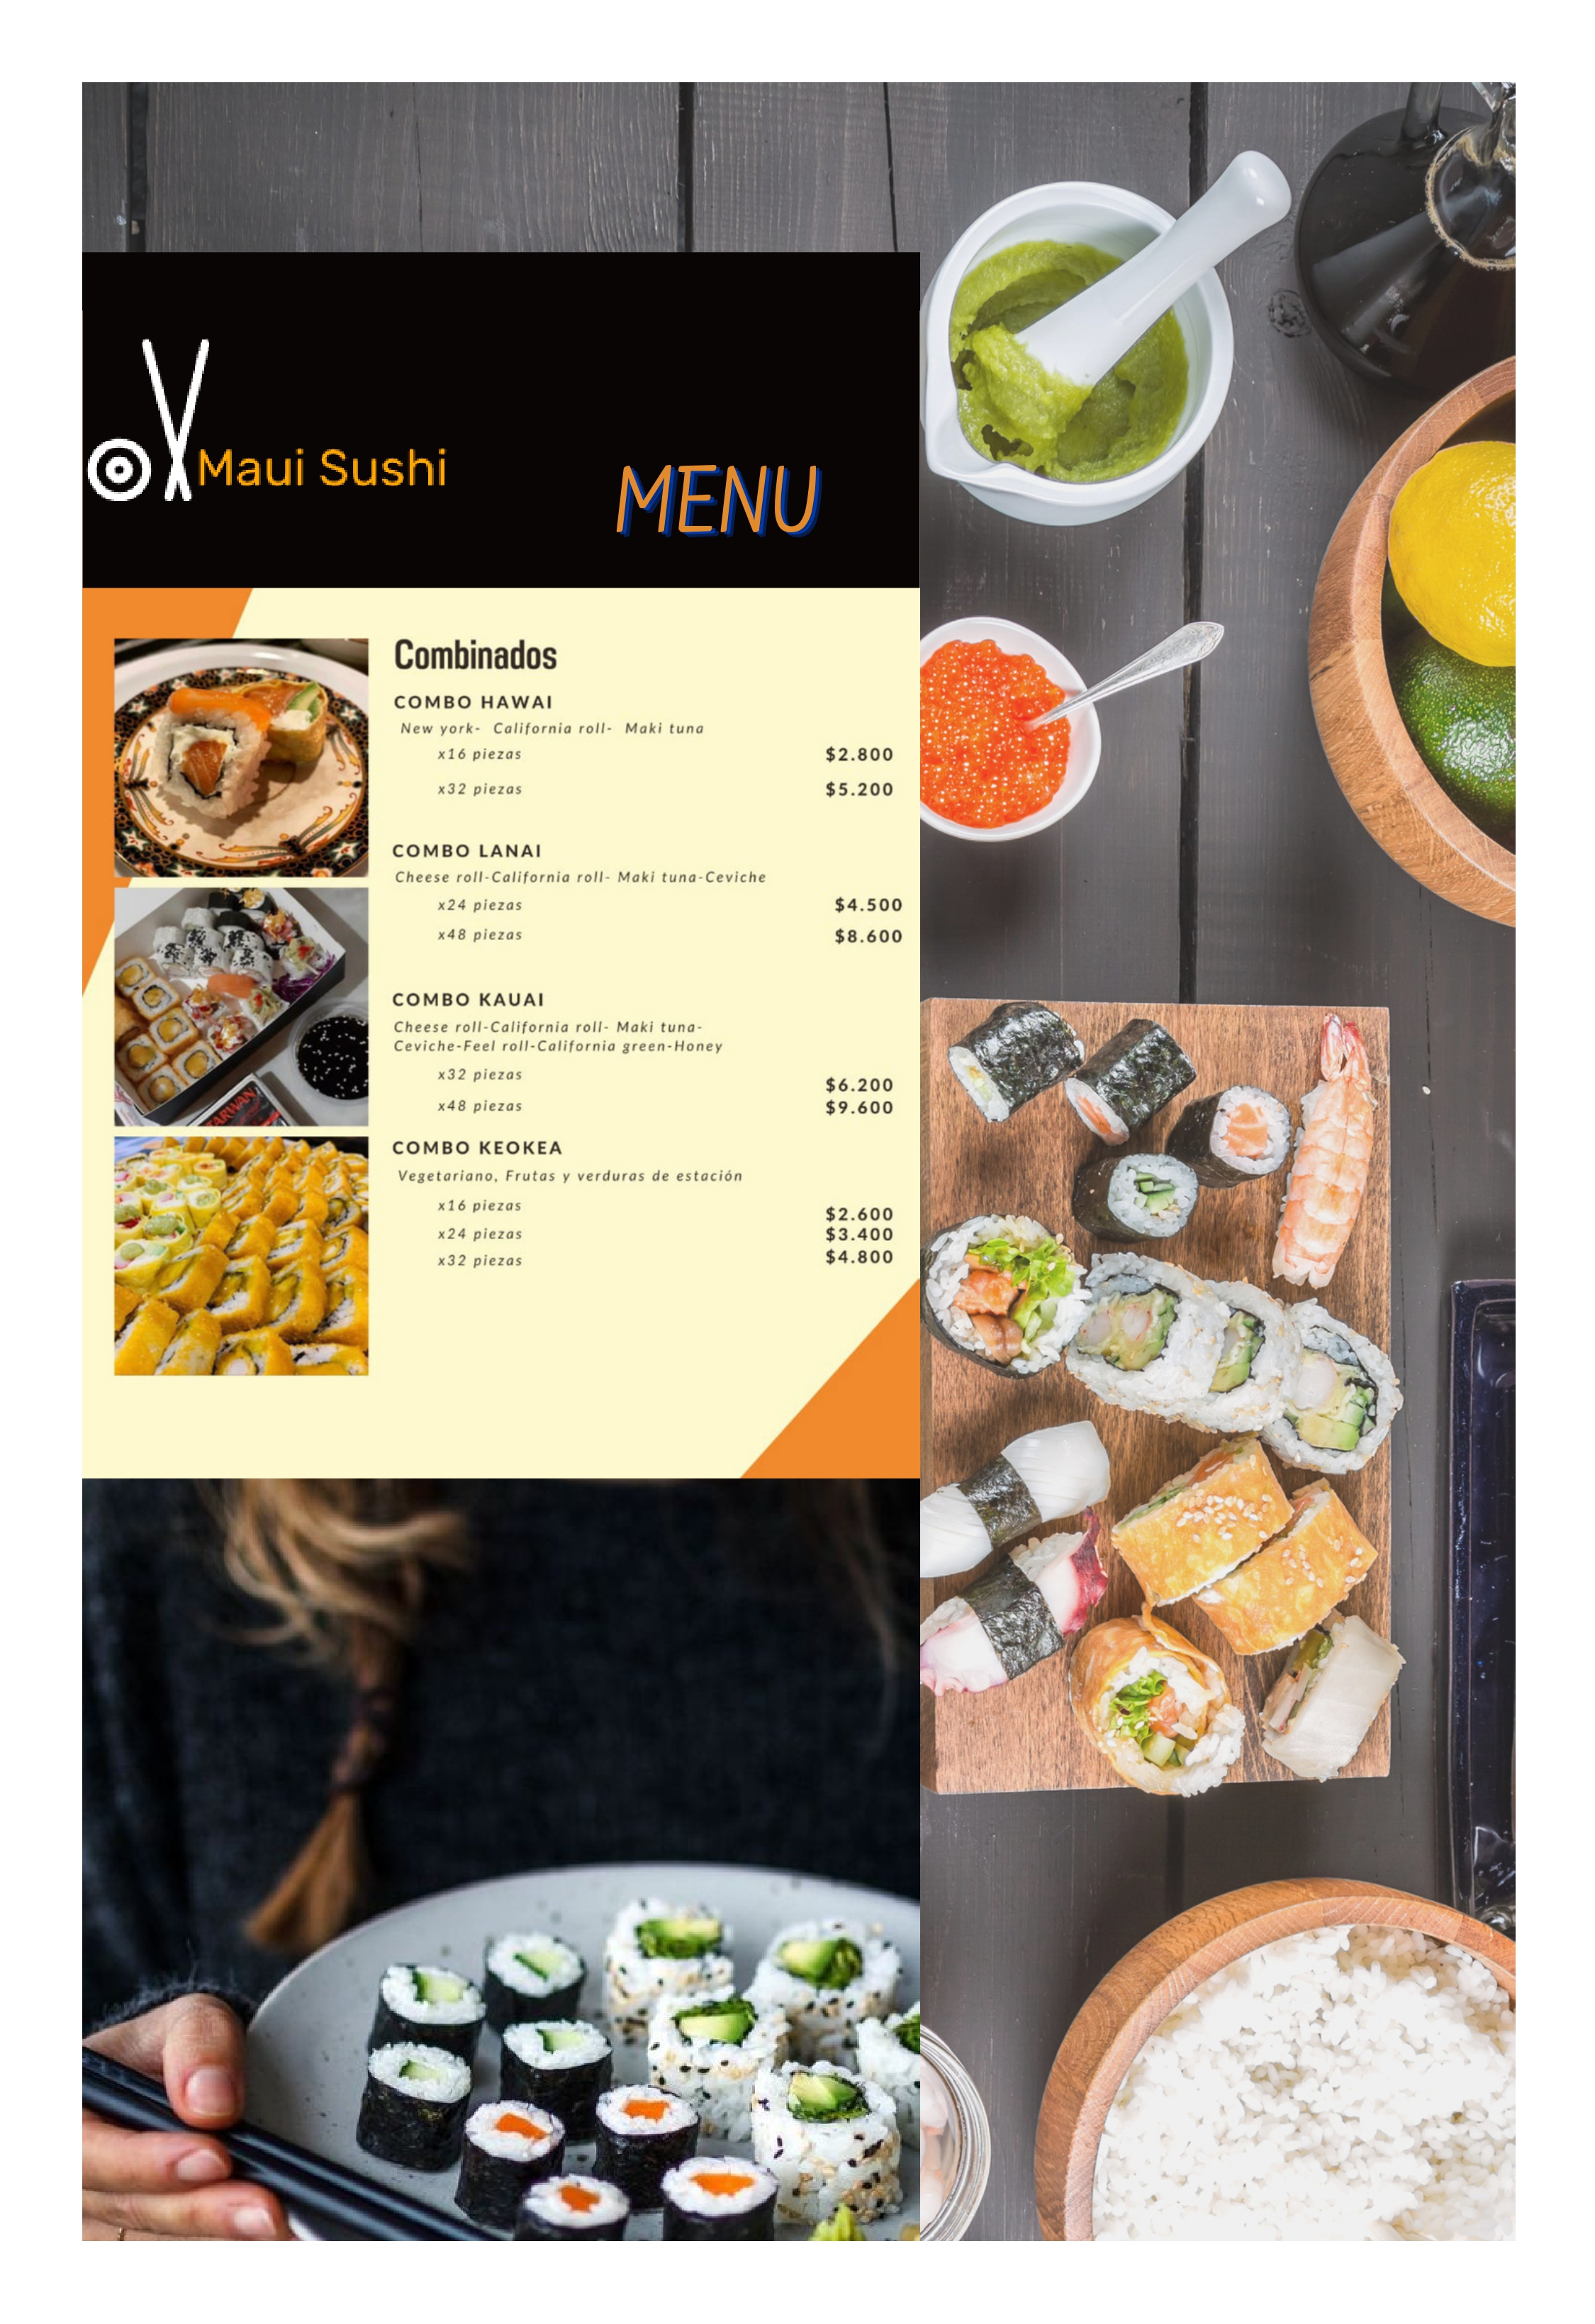 Maui Sushi
MENU
Combinados
COMBO HAWAI
New york- California roll- Maki tuna
x16 piezas $2.800
x32 piezas $5.200
COMBO LANAI
Cheese roll-California roll- Maki tuna-Ceviche
x24 piezas $4.500
x48 piezas $8.600
COMBO KAUAI
Cheese roll-California roll- Maki tuna-
Ceviche-Feel roll-California green-Honey
x32 piezas $6.200
x48 piezas $9.600
COMBO KEOKEA
Vegetariano, Frutas y verduras de estación
x16 piezas $2.600
x24 piezas $3.400
x32 piezas $4.800